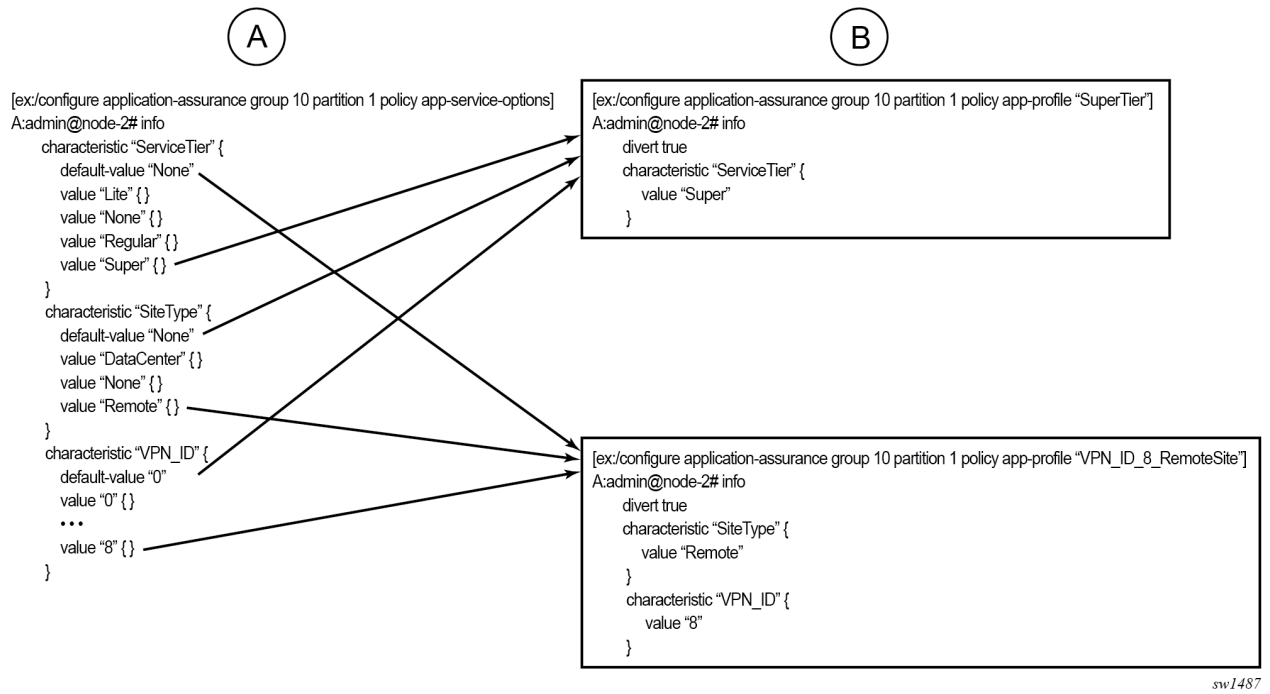 A
[ex:/configure application-assurance group 10 partition 1 policy app-service-options]
A:admin@node-2# info
characteristic “ServiceTier” {
default-value “None”
value “Lite” { }
value “None” { }
value “Regular” { }
value “Super” { }
}
characteristic “SiteType” {
default-value “None”
value “DataCenter” { }
value “None” { }
value “Remote” { }
}
characteristic “VPN_ID” {
default-value “0”
value “0” { }
•••
value “8” { }
}
B
[ex:/configure application-assurance group 10 partition 1 policy app-profile “SuperTier”]
A:admin@node-2# info
divert true
characteristic “ServiceTier” {
value “Super”
}
[ex:/configure application-assurance group 10 partition 1 policy app-profile “VPN_ID_8_RemoteSite”]
A:admin@node-2# info
divert true
characteristic “SiteType” {
value “Remote”
}
characteristic “VPN_ID” {
value “8”
}
sw1487